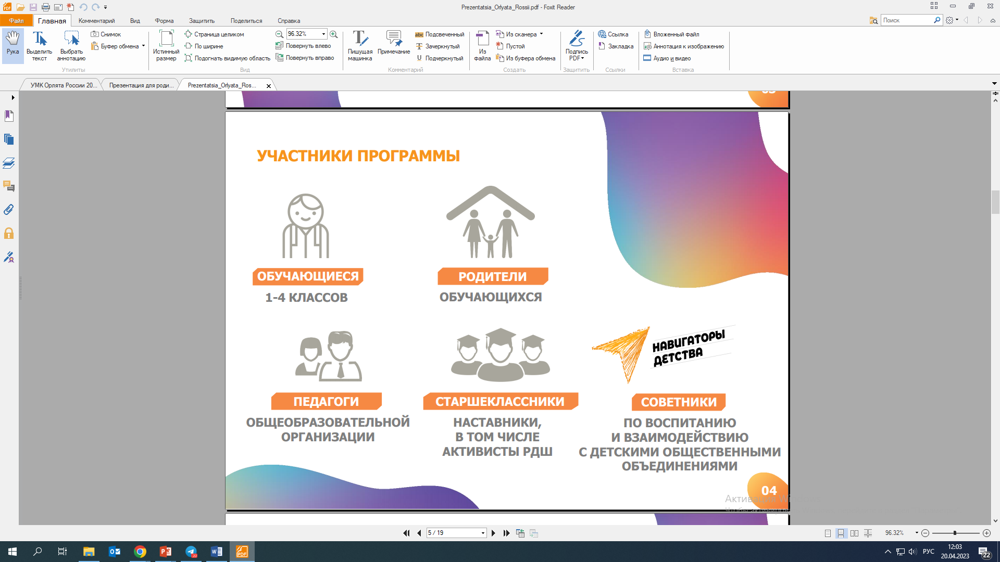 Prezentatsia_Orlyata_Rossii.pdf - Foxit Reader
Файл Главная Комментарий Вид Форма Защитить Поделиться Справка Поиск
Рука
Выделить текст
Выбрать аннотацию
Снимок
Буфер обмена
Утилиты
Истинный размер
Страница целиком
По ширине
Подогнать видимую область
96.32%
Повернуть влево
Повернуть вправо
Вид
Пишущая машинка
Примечание
Подсвеченный
Зачеркнутый
Подчеркнутый
Комментарий
Из файла
Из сканера
Пустой
Из буфера обмена
Создать
Подпись PDF
Защитить
Ссылка
Закладка
Ссылки
Вложенный файл
Аннотация к изображению
Аудио и видео
Вставка
УМК Орлята России 20... Презентация для роди... Prezentatsia_Orlyata_Ros...
УЧАСТНИКИ ПРОГРАММЫ
ОБУЧАЮЩИЕСЯ
1-4 КЛАССОВ
РОДИТЕЛИ
ОБУЧАЮЩИХСЯ
НАВИГАТОРЫ
ДЕТСТВА
ПЕДАГОГИ
ОБЩЕОБРАЗОВАТЕЛЬНОЙ
ОРГАНИЗАЦИИ
СТАРШЕКЛАССНИКИ
НАСТАВНИКИ,
В ТОМ ЧИСЛЕ
АКТИВИСТЫ РДШ
СОВЕТНИКИ
ПО ВОСПИТАНИЮ
И ВЗАИМОДЕЙСТВИЮ
С ДЕТСКИМИ ОБЩЕСТВЕННЫМИ
ОБЪЕДИНЕНИЯМИ
04
5 / 19
96.32%
РУС
12:03
20.04.2023
22